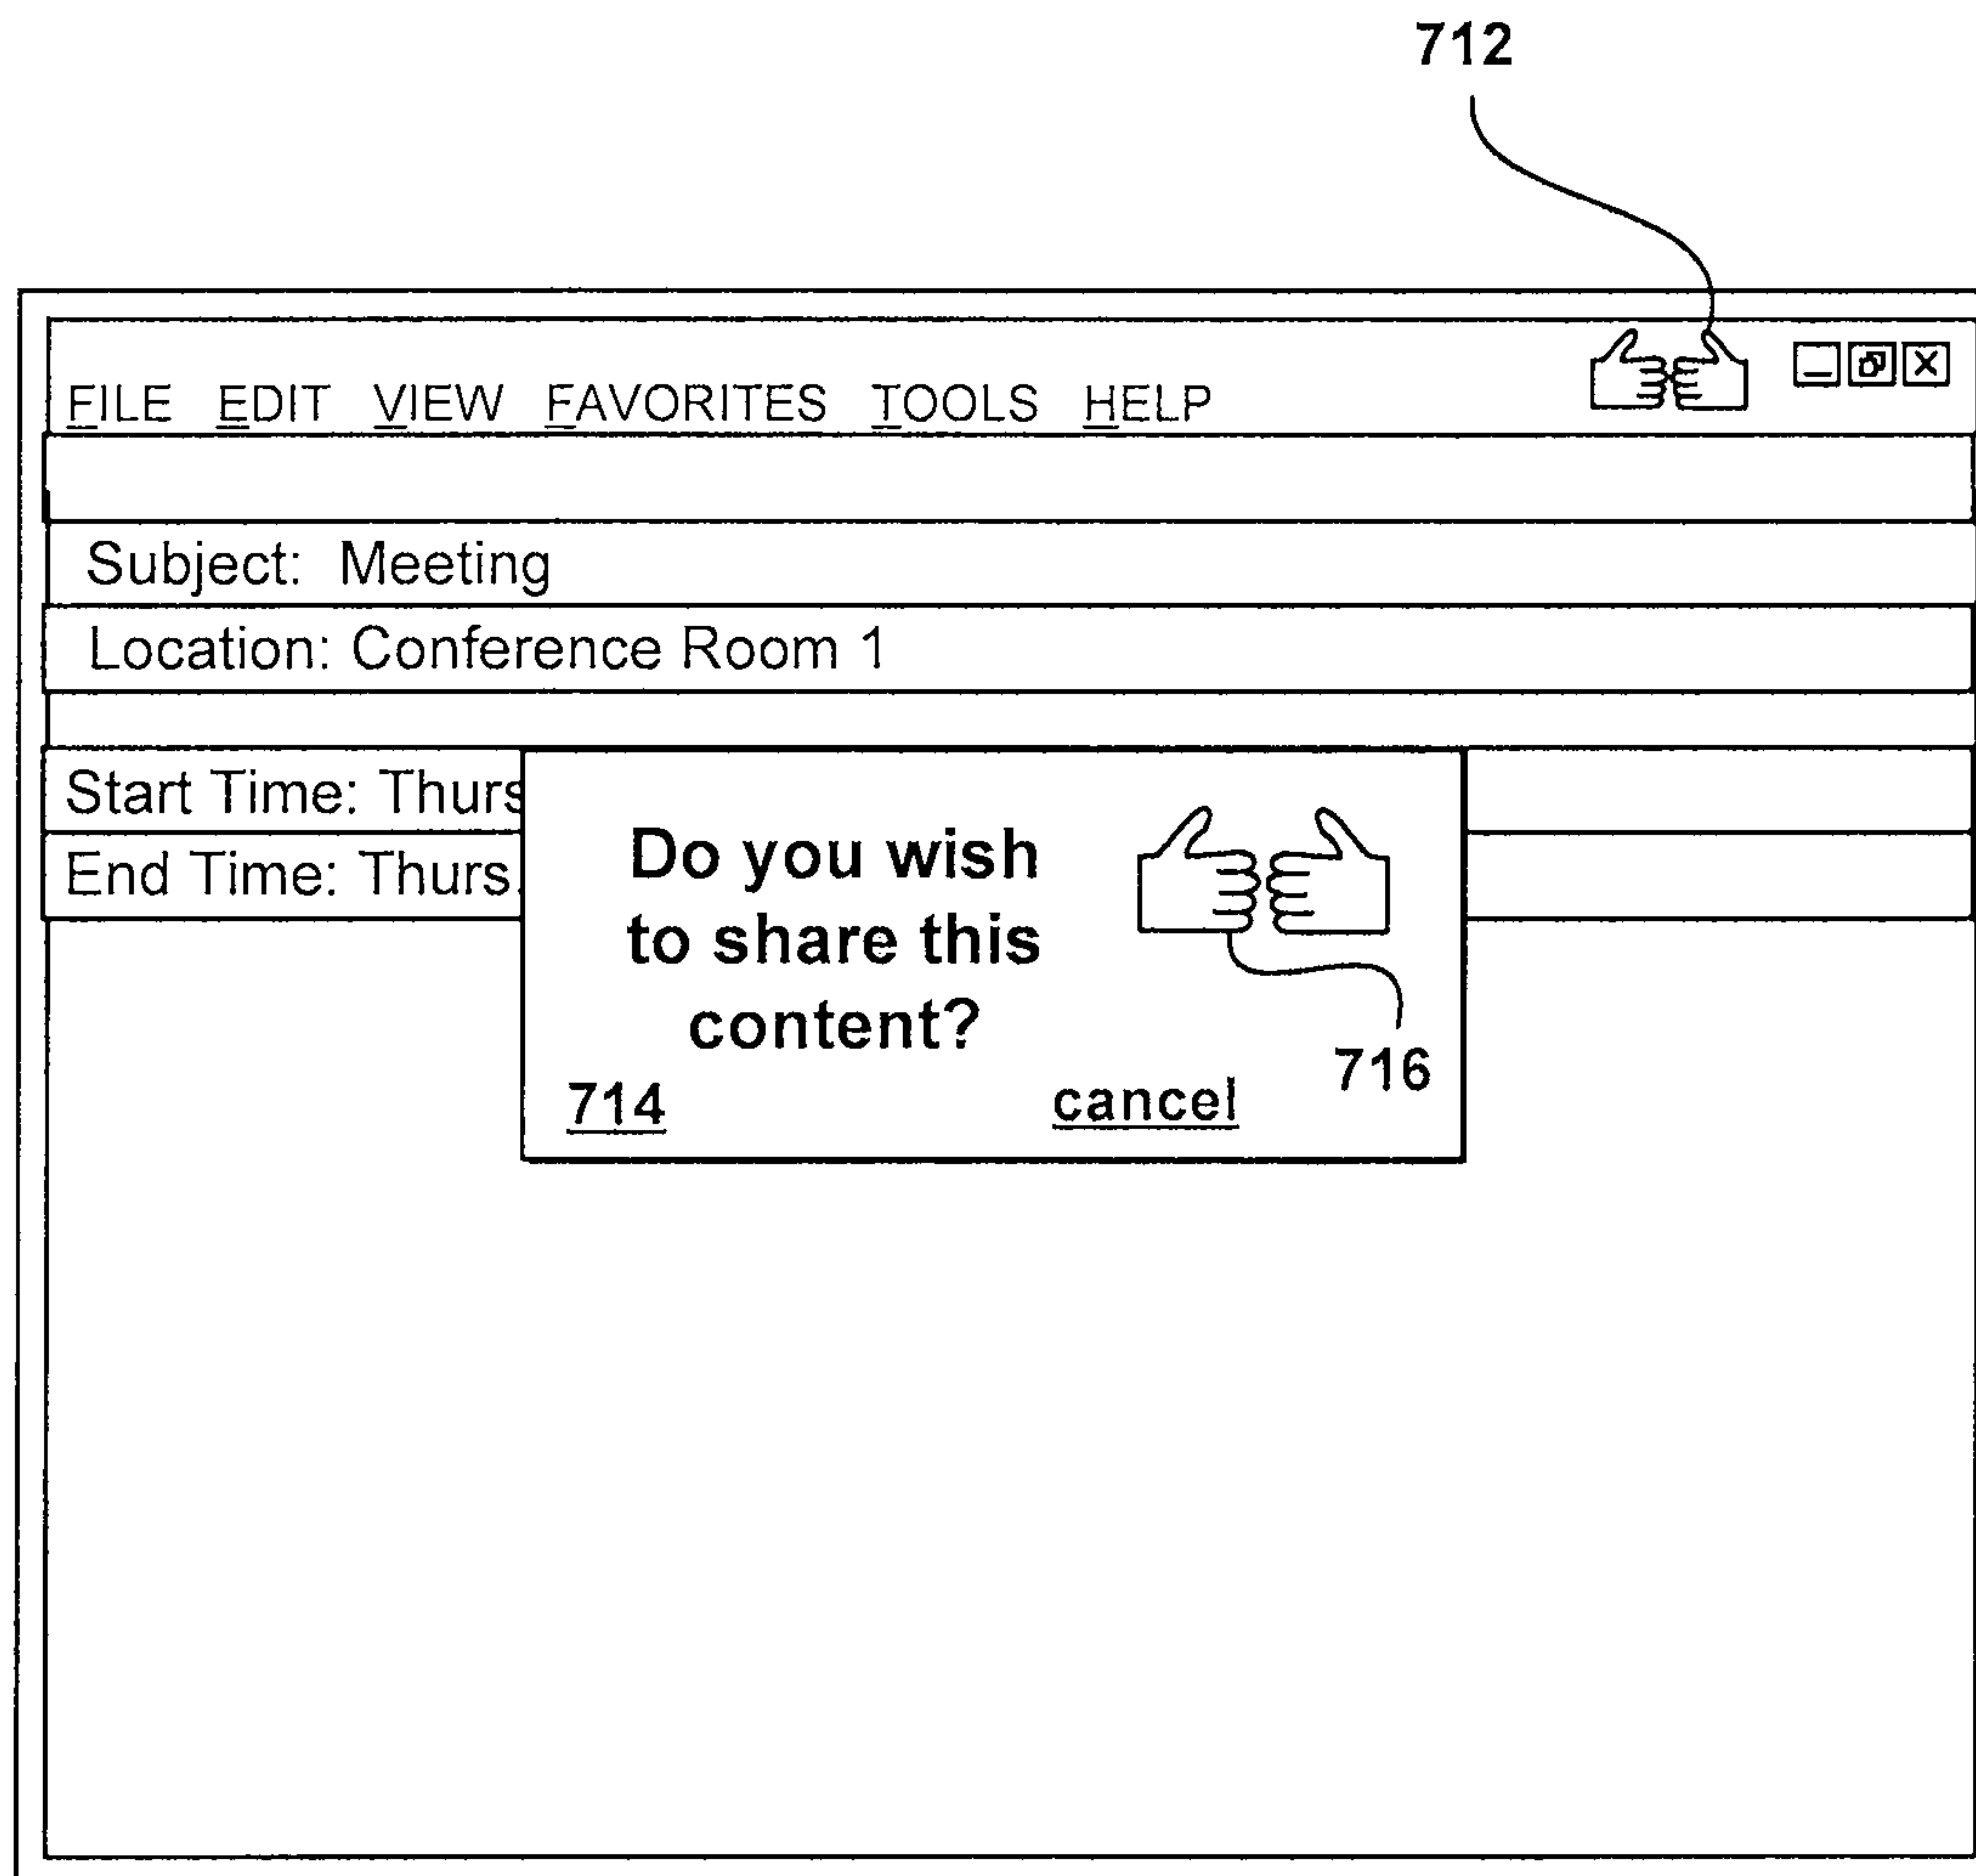 712
FILE EDIT VIEW FAVORITES TOOLS HELP
Subject: Meeting
Location: Conference Room 1
Start Time: Thurs
End Time: Thurs
Do you wish
to share this
content?
716
714 cancel